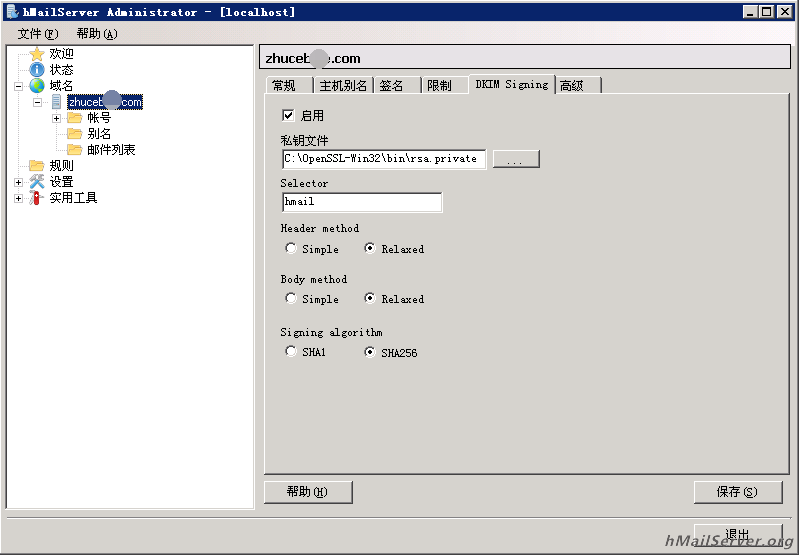 hMailServer Administrator - [localhost]
文件(F) 帮助(A)
欢迎
状态
域名
.com
帐号
别名
邮件列表
规则
设置
实用工具
.com
常规 主机别名 签名 限制 DKIM Signing 高级
启用
私钥文件
C:\OpenSSL-Win32\bin\rsa.private ...
Selector
hmail
Header method
Simple Relaxed
Body method
Simple Relaxed
Signing algorithm
SHA1 SHA256
帮助(H) 保存(S)
退出
hMailServer.org